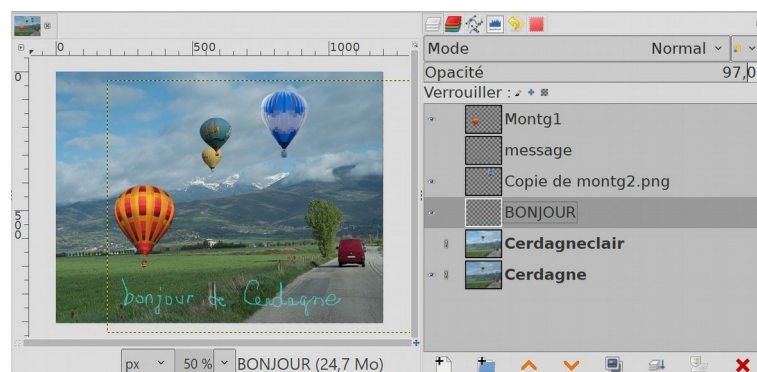 0 500 1000
Mode Normal
Opacité 97,0
Verrouiller :
Montg1
message
Copie de montg2.png
BONJOUR
Cerdagneclair
Cerdagne
0
500
bonjour de Cerdagne
px 50 % BONJOUR (24,7 Mo)